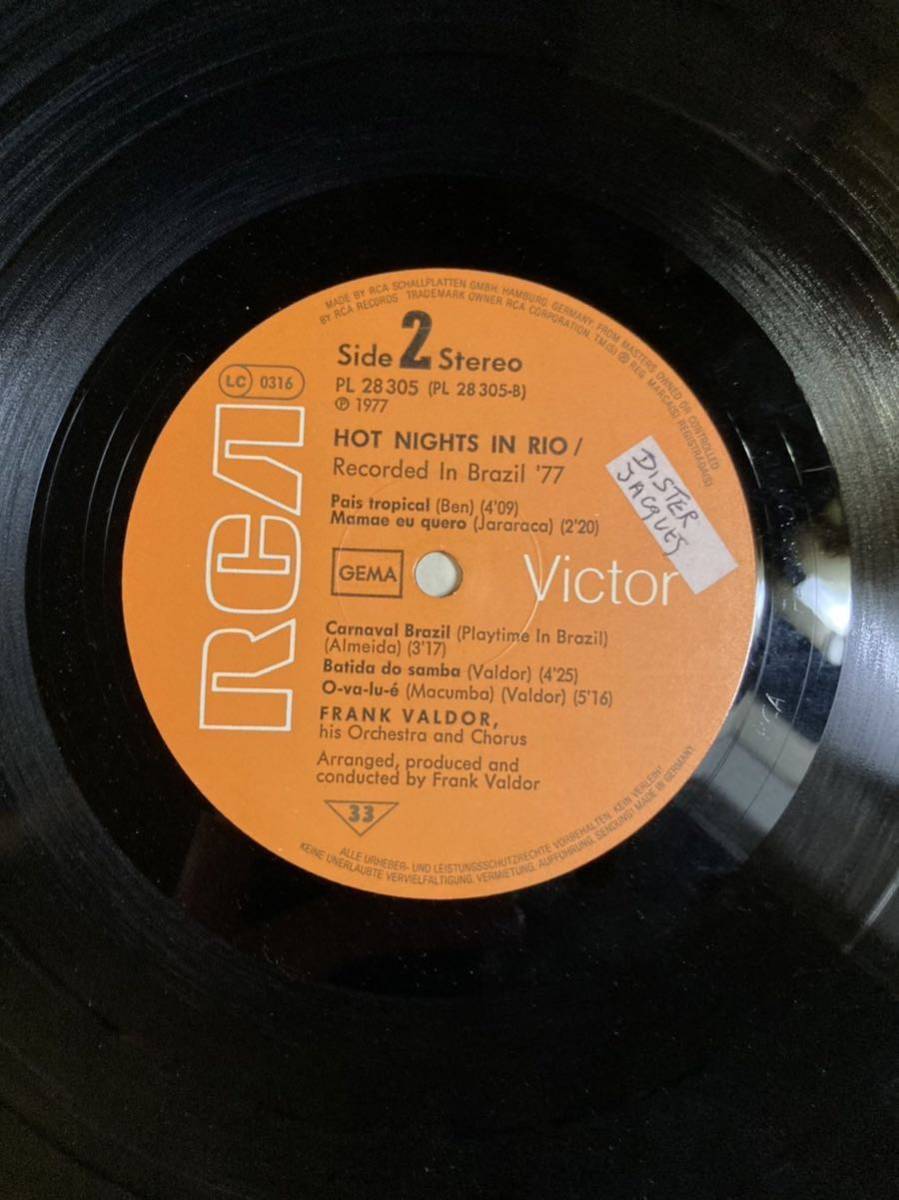 MADE BY RCA SCHALLPLATTEN GMBH, HAMBURG, GERMANY, FROM MASTERS OWNED OR CONTROLLED
BY RCA RECORDS TRADEMARK OWNER RCA CORPORATION. TM(S) ® REG. MARCA(S) REGISTRADA(S)
Side 2 Stereo
LC 0316
PL 28 305 (PL 28 305-B)
℗ 1977
RCA
HOT NIGHTS IN RIO /
Recorded In Brazil '77
DISTER
JACQUES
Pais tropical (Ben) (4'09)
Mamae eu quero (Jararaca) (2'20)
GEMA
Victor
Carnaval Brazil (Playtime In Brazil)
(Almeida) (3'17)
Batida do samba (Valdor) (4'25)
O-va-lu-é (Macumba) (Valdor) (5'16)
FRANK VALDOR,
his Orchestra and Chorus
Arranged, produced and
conducted by Frank Valdor
33
ALLE URHEBER- UND LEISTUNGSSCHUTZRECHTE VORBEHALTEN. KEIN VERLEIH!
KEINE UNERLAUBTE VERVIELFÄLTIGUNG, VERMIETUNG, AUFFÜHRUNG, SENDUNG! MADE IN GERMANY.